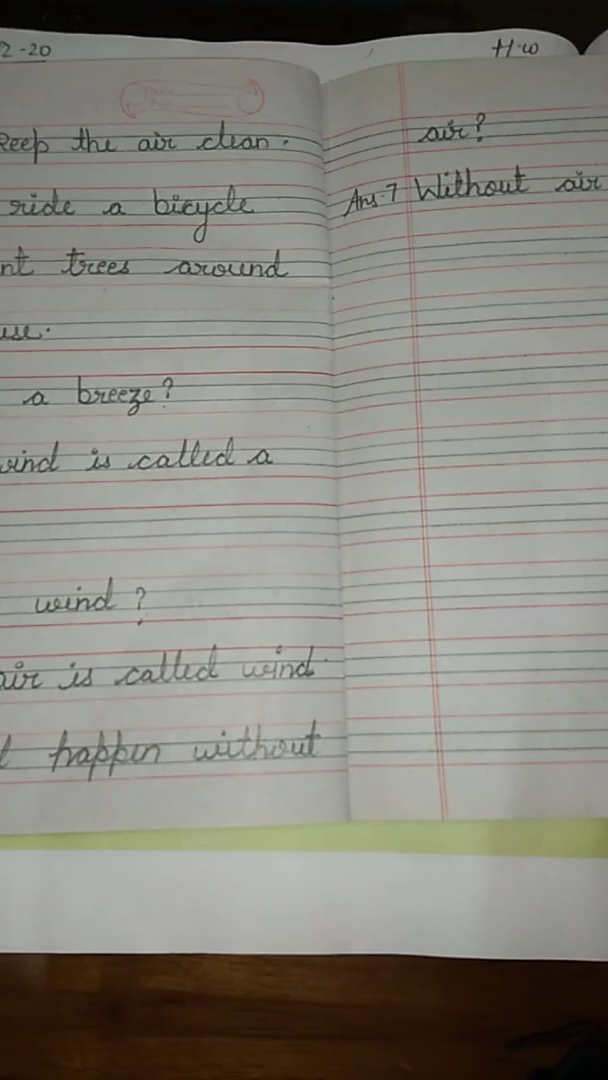 2-20
keep the air clean.
ride a bicycle
nt trees around
use.
a breeze?
wind is called a
wind?
air is called wind.
happen without
H.W
air?
Ans.7 Without air